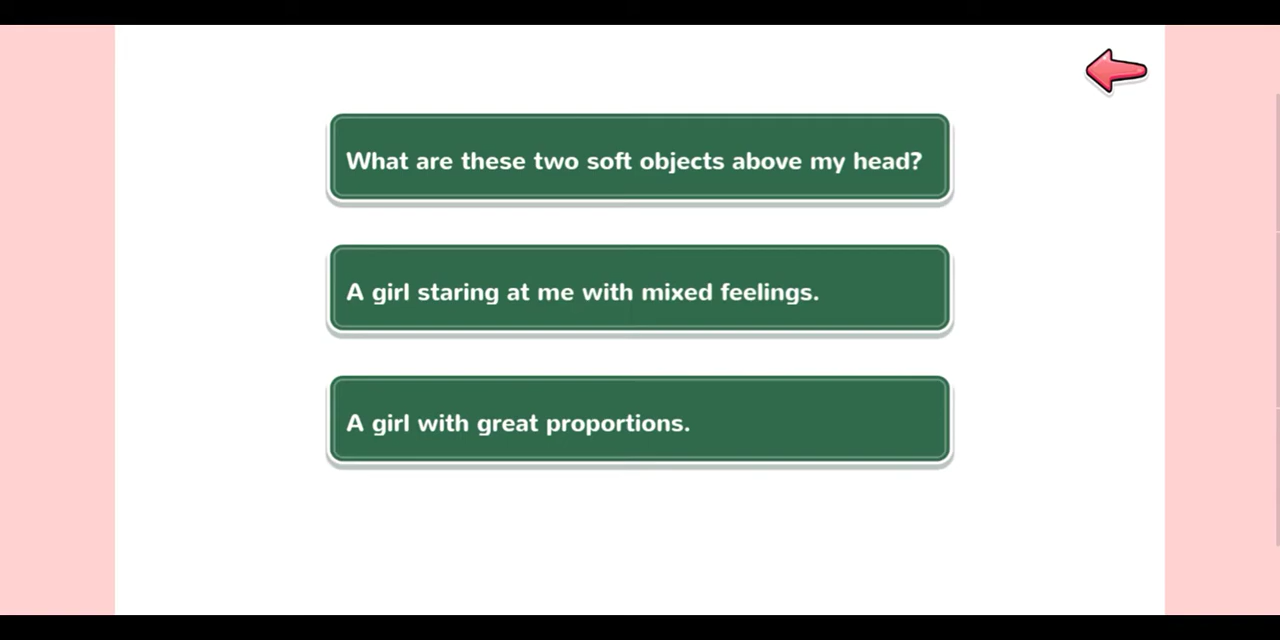 What are these two soft objects above my head?
A girl staring at me with mixed feelings.
A girl with great proportions.